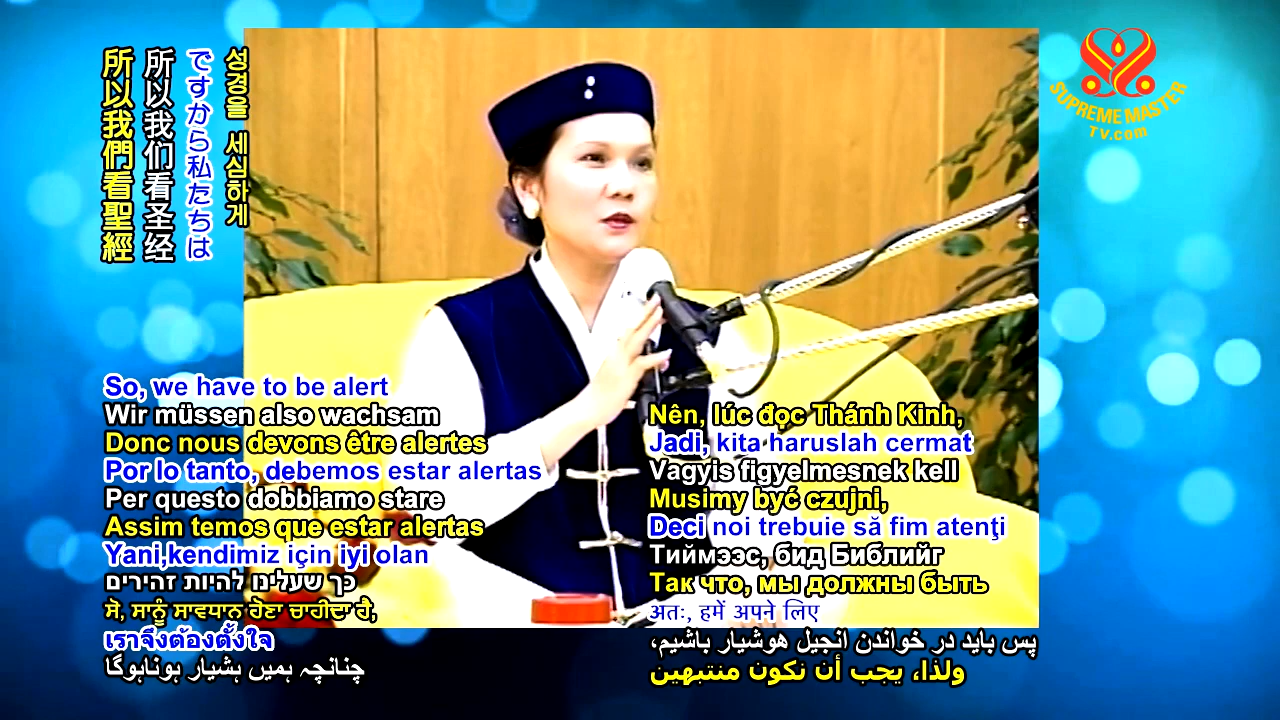 所以我們看聖經
所以我们看圣经
ですから私たちは
성경을 세심하게
SUPREME MASTER
TV.com
So, we have to be alert
Wir müssen also wachsam
Donc nous devons être alertes
Por lo tanto, debemos estar alertas
Per questo dobbiamo stare
Assim temos que estar alertas
Yani,kendimiz için iyi olan
כך שעלינו להיות זהירים
ਸੋ, ਸਾਨੂੰ ਸਾਵਧਾਨ ਹੋਣਾ ਚਾਹੀਦਾ ਹੈ,
เราจึงต้องตั้งใจ
چنانچہ ہمیں ہشیار ہوناہوگا
Nên, lúc đọc Thánh Kinh,
Jadi, kita haruslah cermat
Vagyis figyelmesnek kell
Musimy być czujni,
Deci noi trebuie să fim atenţi
Тиймээс, бид Библийг
Так что, мы должны быть
अतः, हमें अपने लिए
پس باید در خواندن انجیل هوشیار باشیم،
ولذا، يجب أن نكون منتبهين